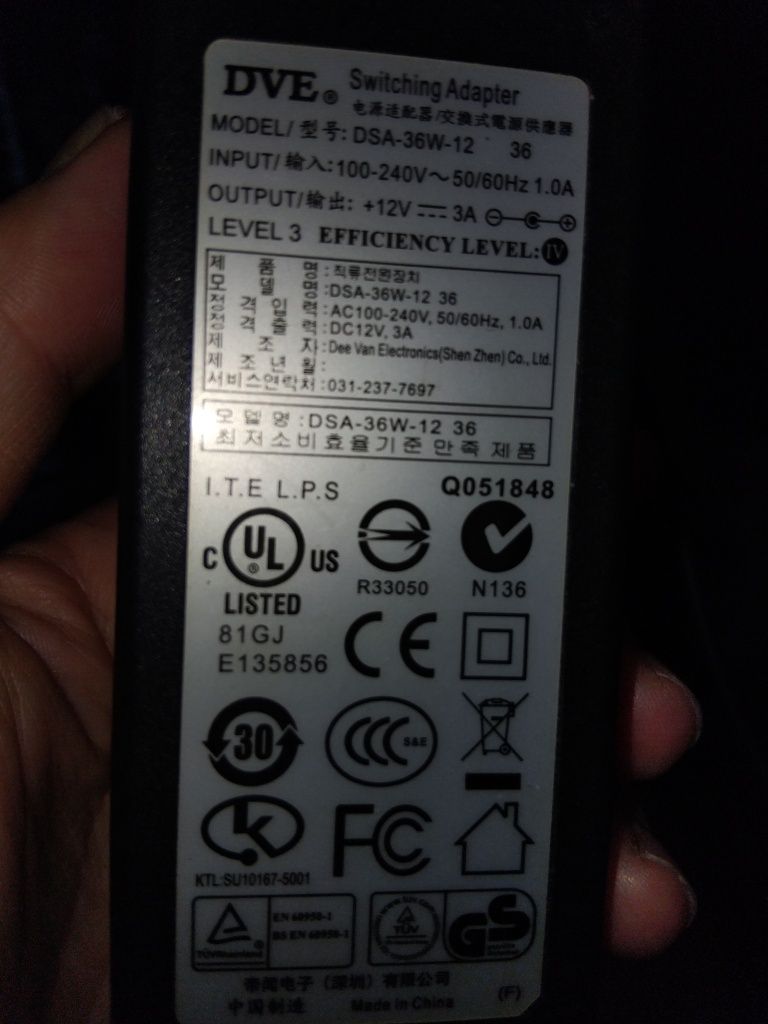 DVE® Switching Adapter
电源适配器/交換式電源供應器
MODEL/型号: DSA-36W-12 36
INPUT/输入:100-240V～50/60Hz 1.0A
OUTPUT/输出: +12V 3A
LEVEL 3 EFFICIENCY LEVEL:IV
제 품 명:직류전원장치
모 델 명:DSA-36W-12 36
정 격 입 력:AC100-240V, 50/60Hz, 1.0A
정 격 출 력:DC12V, 3A
제 조 자:Dee Van Electronics(Shen Zhen) Co., Ltd.
제 조 년 월:
서비스연락처:031-237-7697
모 델 명 :DSA-36W-12 36
최저소비효율기준 만족 제품
I.T.E L.P.S Q051848
C UL® US
LISTED
R33050 N136
81GJ
E135856
CE
30
CCC S&E
k
FC
KTL:SU10167-5001
TÜVRheinland
EN 60950-1
BS EN 60950-1
TÜV
GS
帝闻电子（深圳）有限公司
中国制造 Made in China (F)